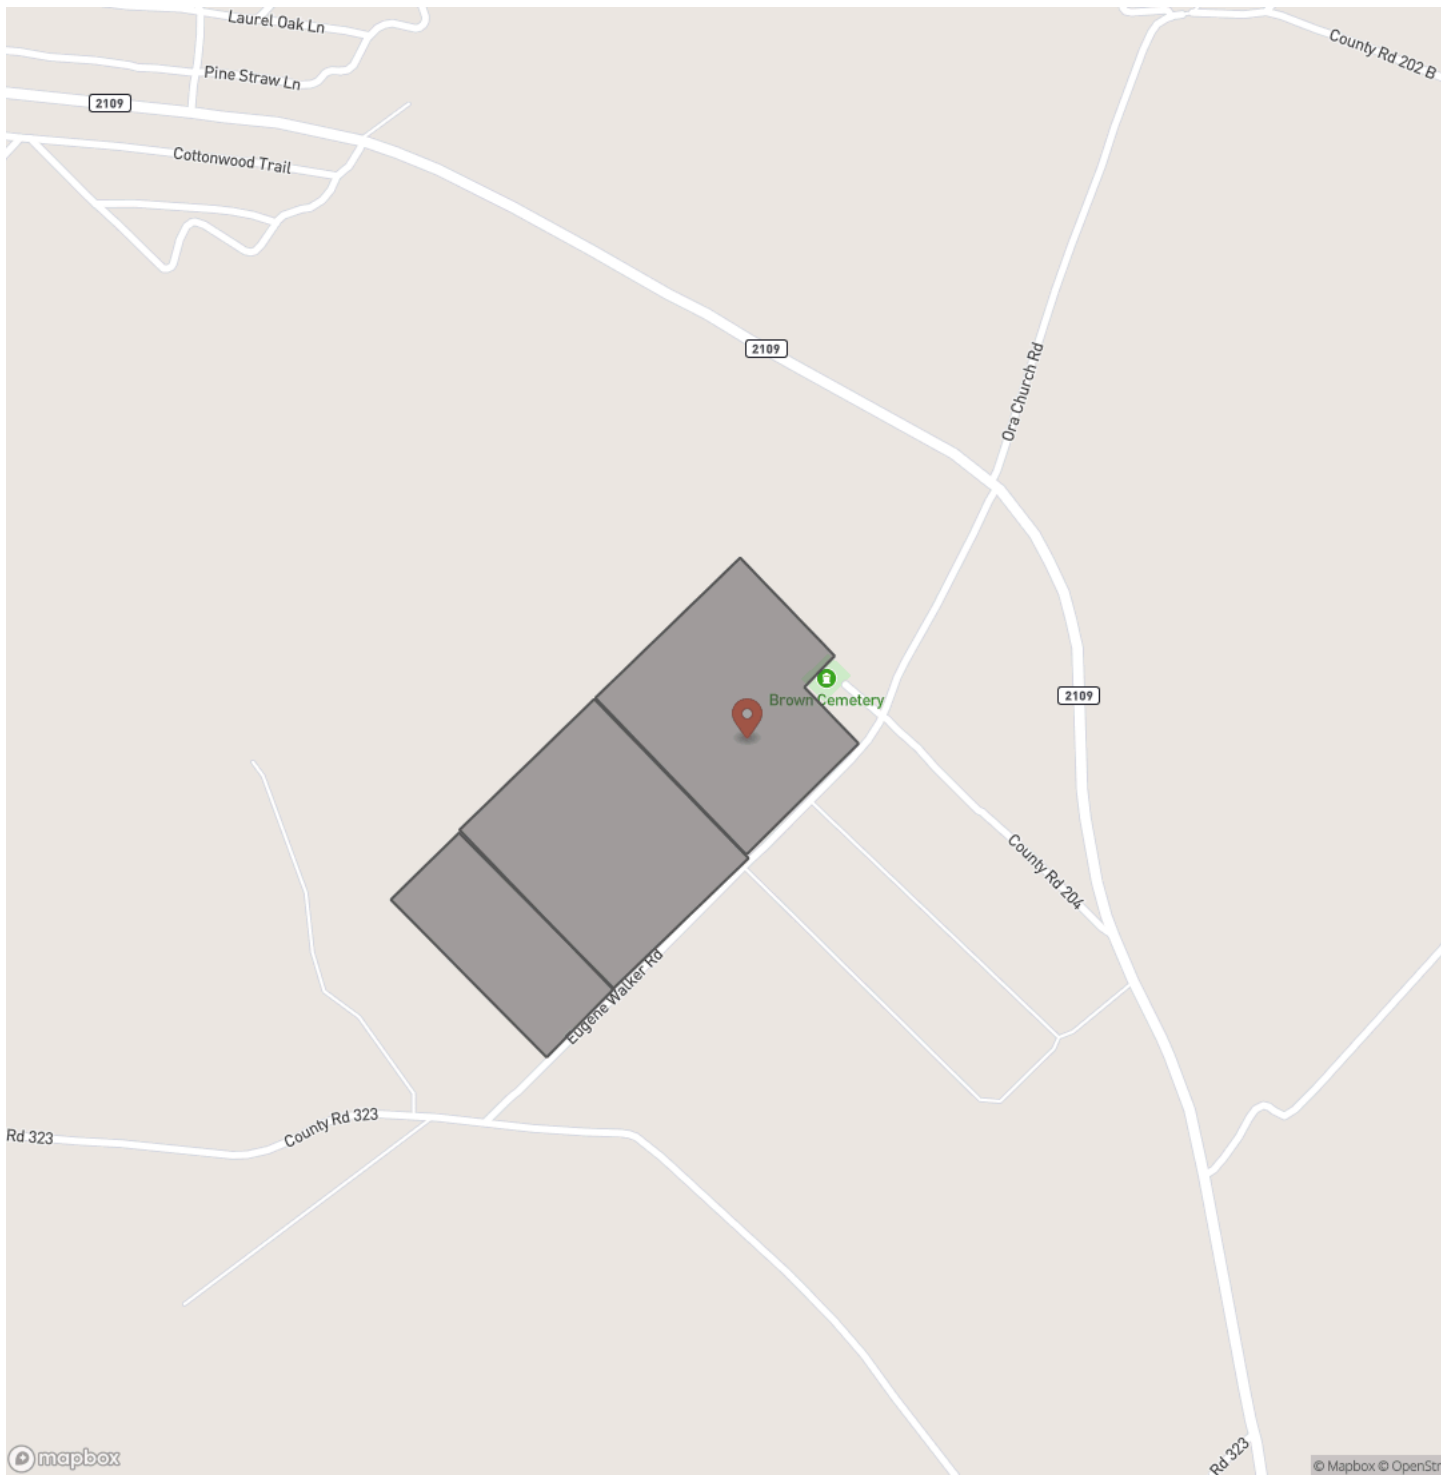 Laurel Oak Ln
County Rd 202 B
Pine Straw Ln
2109
Cottonwood Trail
2109
Ora Church Rd
2109
Brown Cemetery
County Rd 204
Eugene Walker Rd
County Rd 323
Rd 323
Rd 323
mapbox
© Mapbox © OpenStr